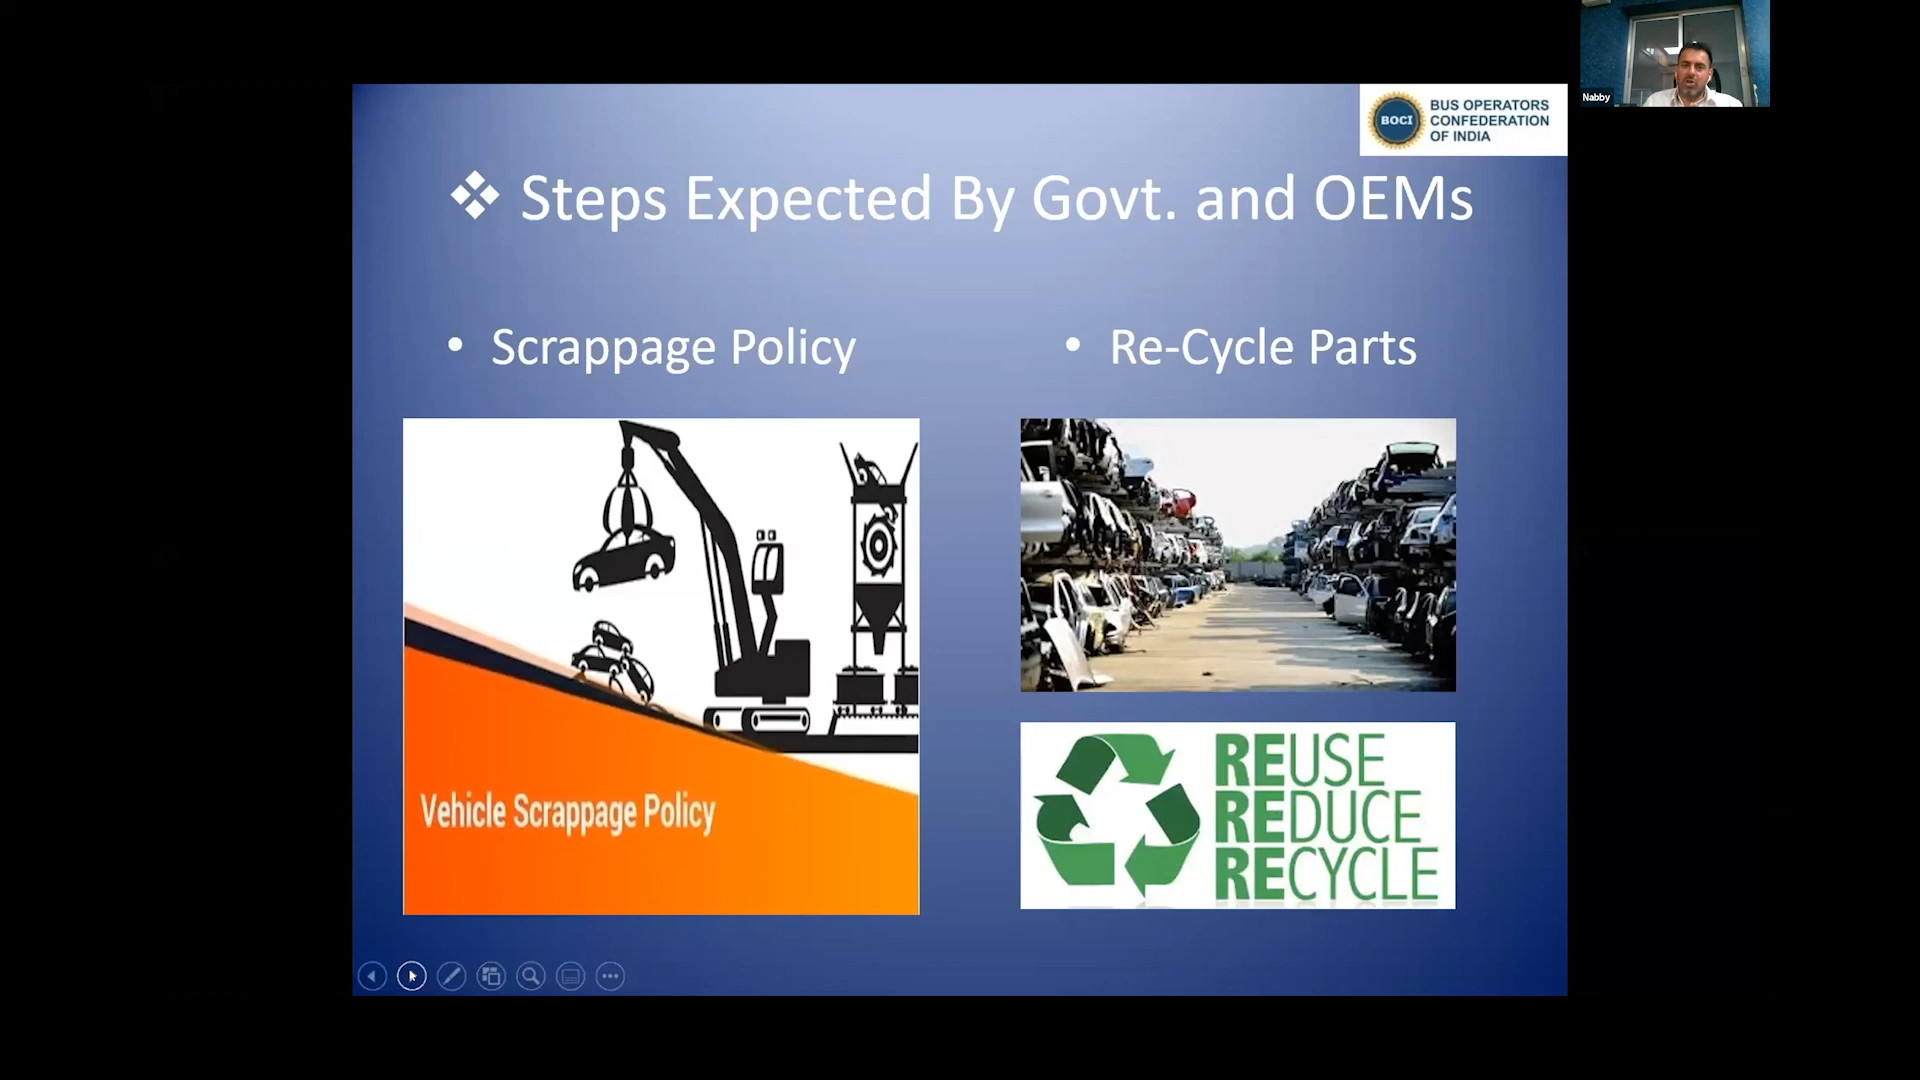 Nabby
BOCI
BUS OPERATORS
CONFEDERATION
OF INDIA
❖ Steps Expected By Govt. and OEMs
• Scrappage Policy
• Re-Cycle Parts
Vehicle Scrappage Policy
REUSE
REDUCE
RECYCLE